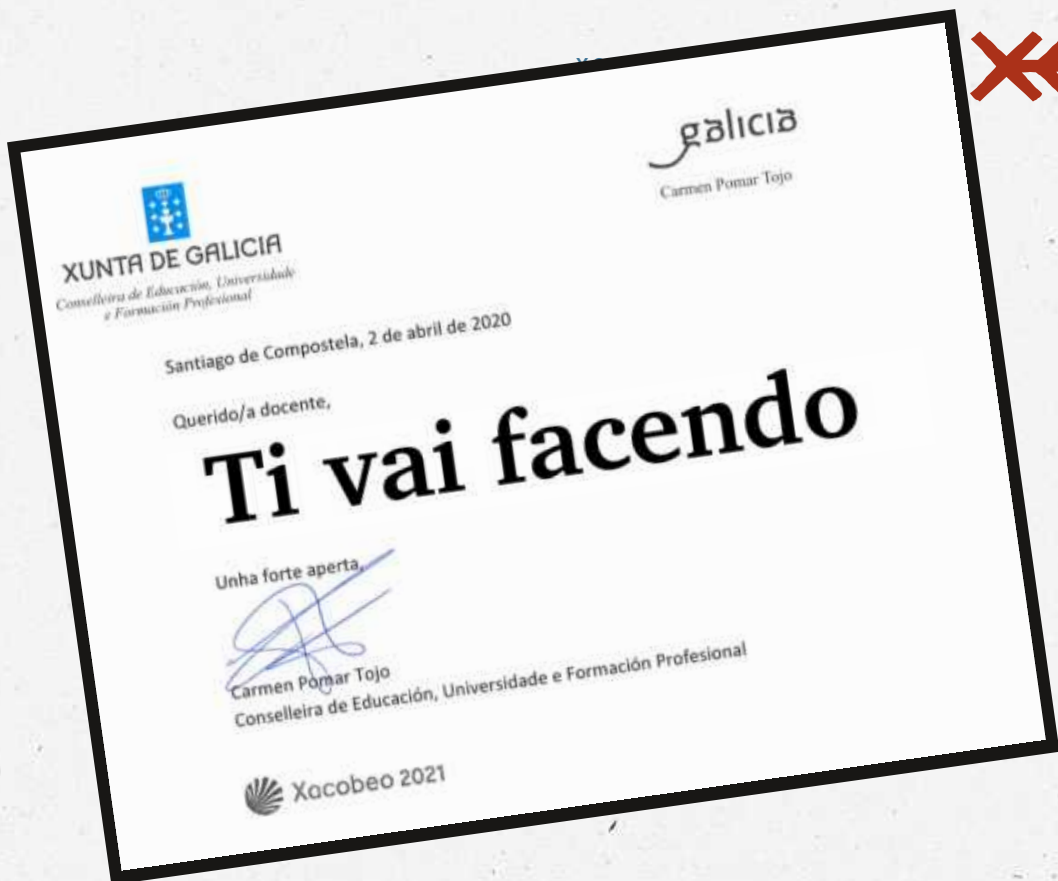 galicia
Carmen Pomar Tojo
XUNTA DE GALICIA
Conselleira de Educación, Universidade
e Formación Profesional
Santiago de Compostela, 2 de abril de 2020
Querido/a docente,
Ti vai facendo
Unha forte aperta,
Carmen Pomar Tojo
Conselleira de Educación, Universidade e Formación Profesional
Xacobeo 2021